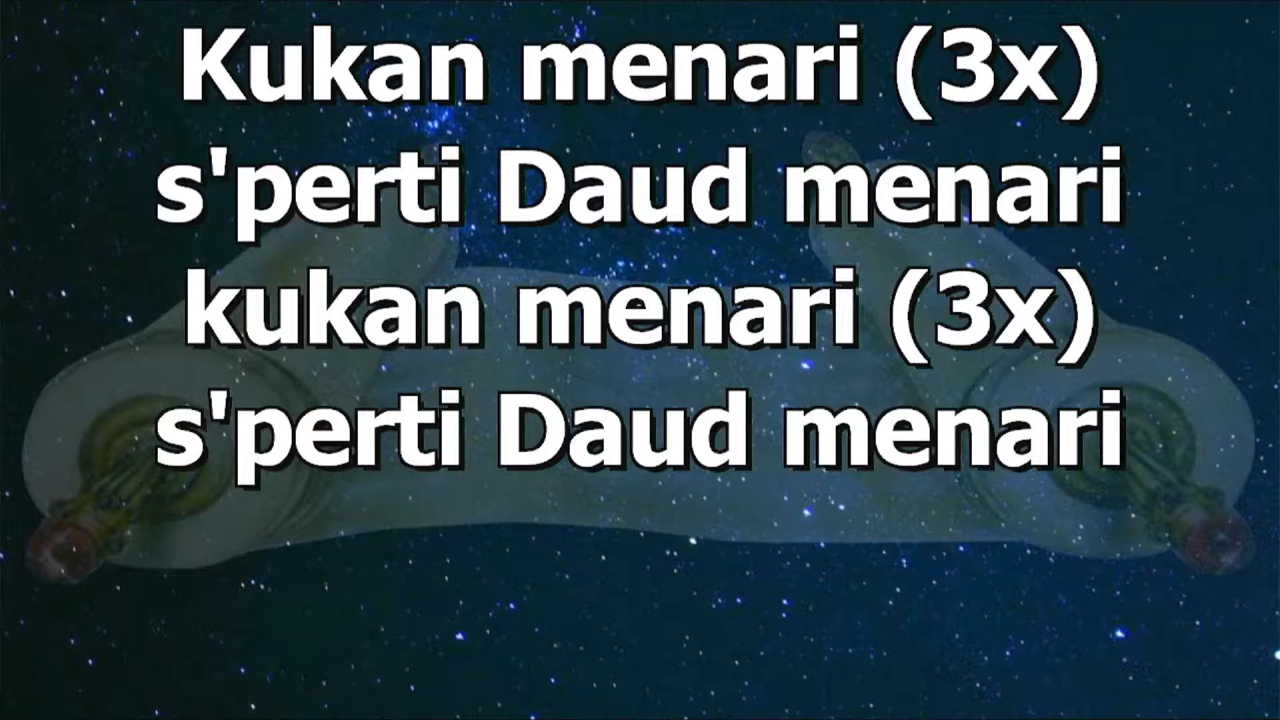 Kukan menari (3x)
s'perti Daud menari
kukan menari (3x)
s'perti Daud menari